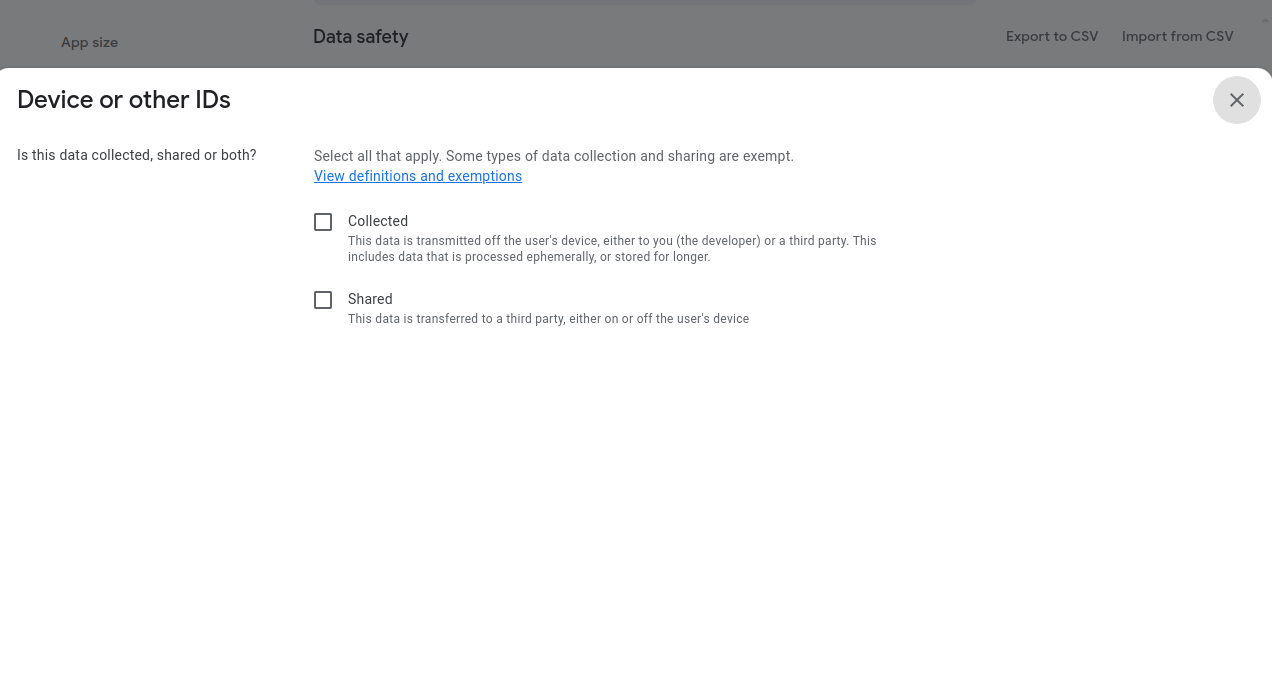 App size
Data safety
Export to CSV
Import from CSV
Device or other IDs
Is this data collected, shared or both?
Select all that apply. Some types of data collection and sharing are exempt.
View definitions and exemptions
Collected
This data is transmitted off the user's device, either to you (the developer) or a third party. This
includes data that is processed ephemerally, or stored for longer.
Shared
This data is transferred to a third party, either on or off the user's device